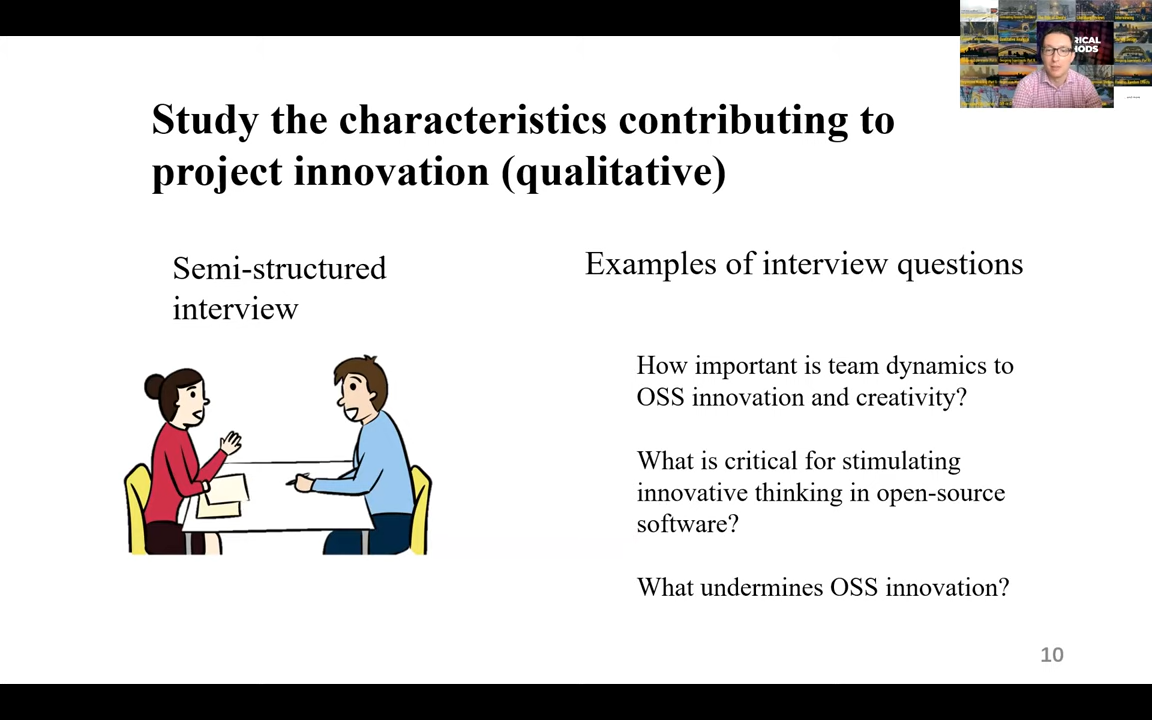 Study the characteristics contributing to
project innovation (qualitative)
Semi-structured
interview
Examples of interview questions
How important is team dynamics to
OSS innovation and creativity?
What is critical for stimulating
innovative thinking in open-source
software?
What undermines OSS innovation?
10